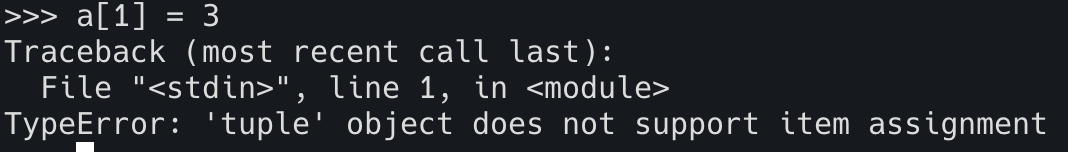 >>> a[1] = 3
Traceback (most recent call last):
  File "<stdin>", line 1, in <module>
TypeError: 'tuple' object does not support item assignment